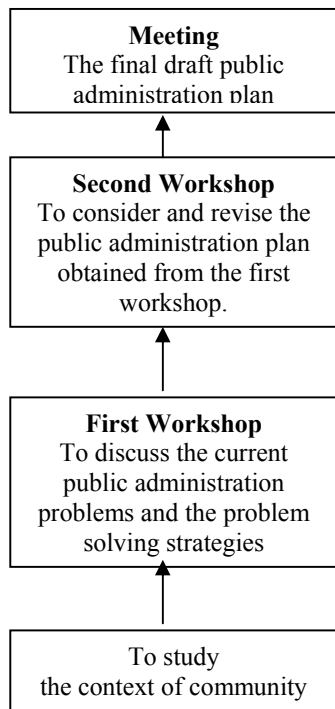 Meeting
The final draft public
administration plan
Second Workshop
To consider and revise the
public administration plan
obtained from the first
workshop.
First Workshop
To discuss the current
public administration
problems and the problem
solving strategies
To study
the context of community